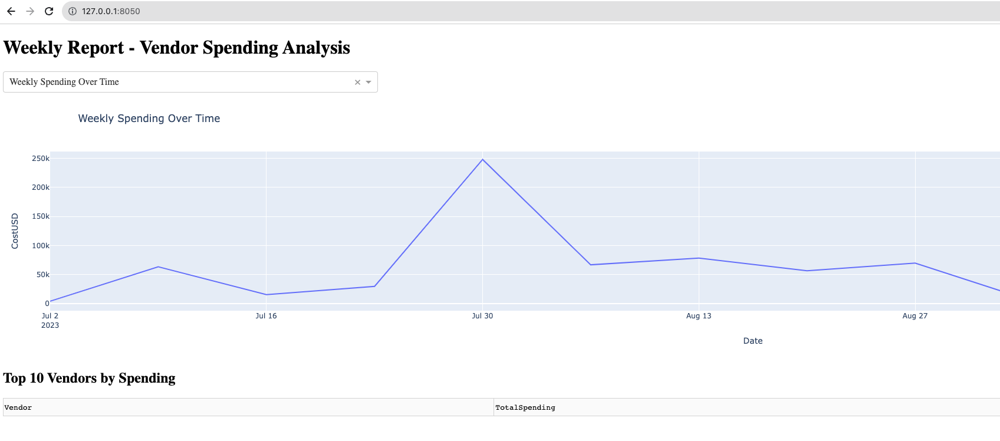 127.0.0.1:8050
Weekly Report - Vendor Spending Analysis
Weekly Spending Over Time
Weekly Spending Over Time
250k
200k
150k
100k
50k
0
CostUSD
Jul 2
2023
Jul 16
Jul 30
Aug 13
Aug 27
Date
Top 10 Vendors by Spending
Vendor TotalSpending